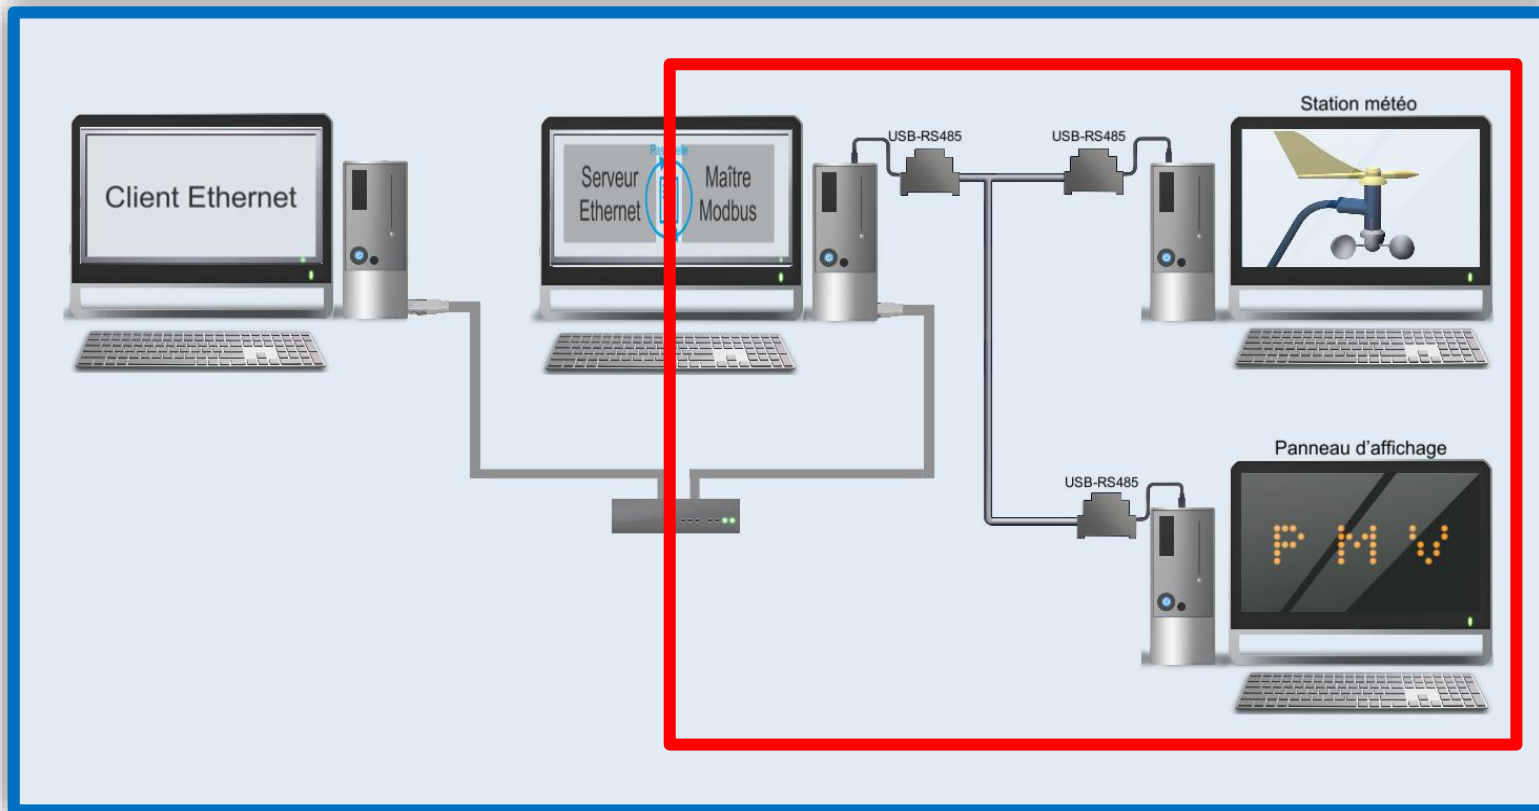 Station météo
USB-RS485
USB-RS485
Client Ethernet
Serveur
Ethernet
Maître
Modbus
Panneau d'affichage
USB-RS485
P M V